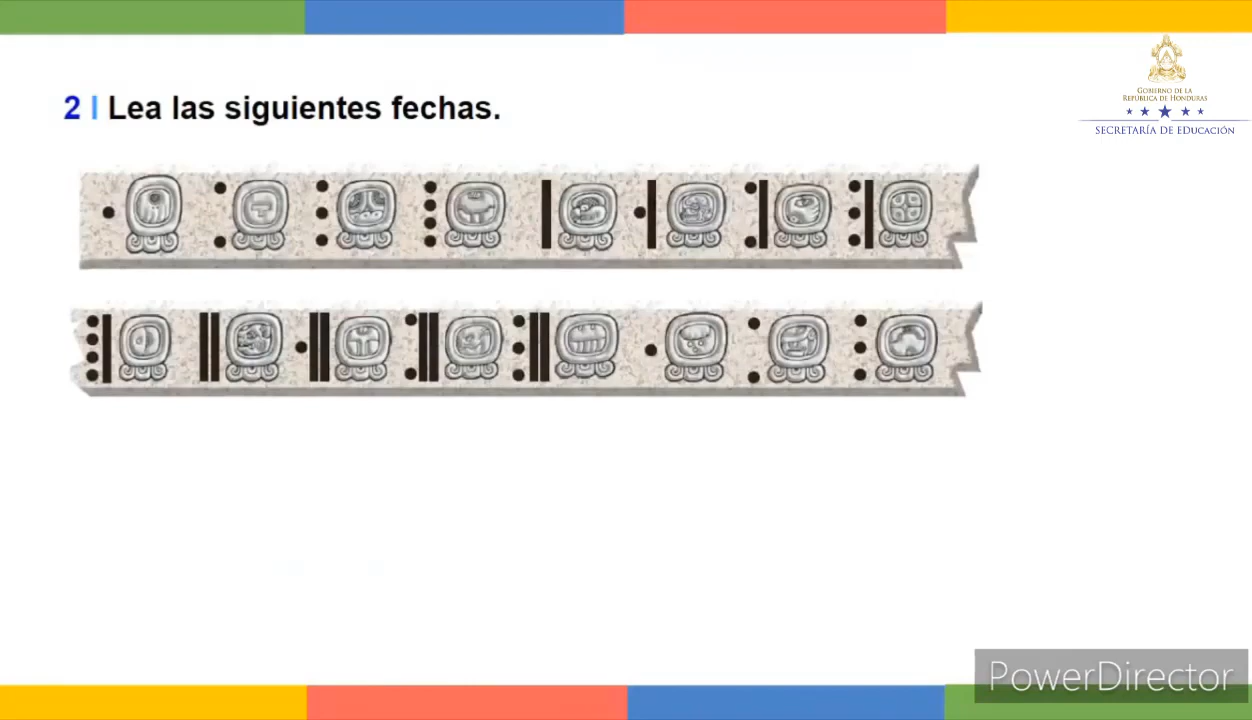 GOBIERNO DE LA
REPÚBLICA DE HONDURAS
SECRETARÍA DE EDUCACIÓN
2 | Lea las siguientes fechas.
PowerDirector